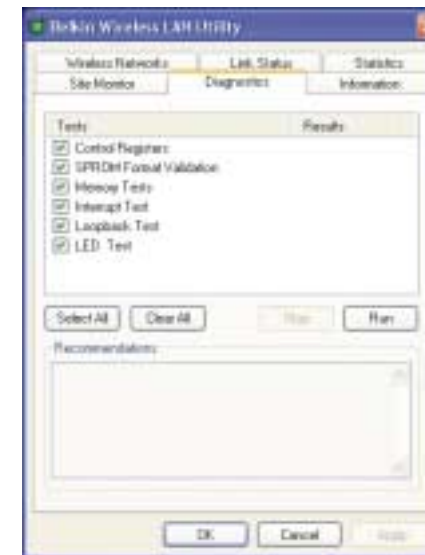 Belkin Wireless LAN Utility
Wireless Networks Link Status Statistics
Site Monitor Diagnostics Information
Tests Results
Control Registers
SPROM Format Validation
Memory Tests
Interrupt Test
Loopback Test
LED Test
Select All Clear All Stop Run
Recommendations
OK Cancel Apply